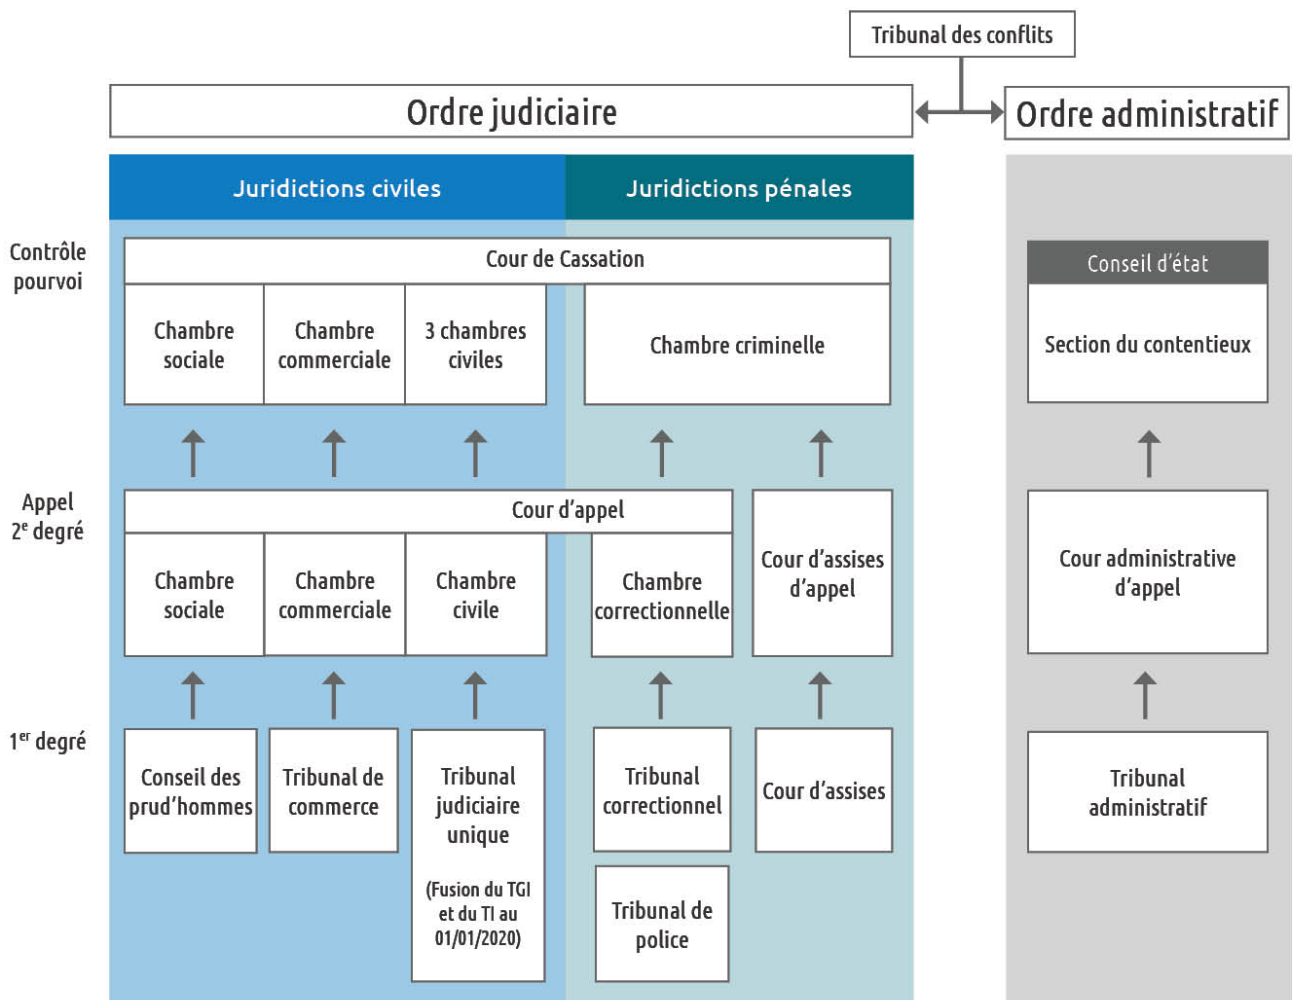 Tribunal des conflits
Ordre judiciaire
Ordre administratif
Juridictions civiles
Juridictions pénales
Contrôle
pourvoi
Cour de Cassation
Chambre
sociale
Chambre
commerciale
3 chambres
civiles
Chambre criminelle
Conseil d'état
Section du contentieux
Appel
2e degré
Cour d'appel
Chambre
sociale
Chambre
commerciale
Chambre
civile
Chambre
correctionnelle
Cour d'assises
d'appel
Cour administrative
d'appel
1er degré
Conseil des
prud'hommes
Tribunal de
commerce
Tribunal
judiciaire
unique
(Fusion du TGI
et du TI au
01/01/2020)
Tribunal
correctionnel
Cour d'assises
Tribunal de
police
Tribunal
administratif